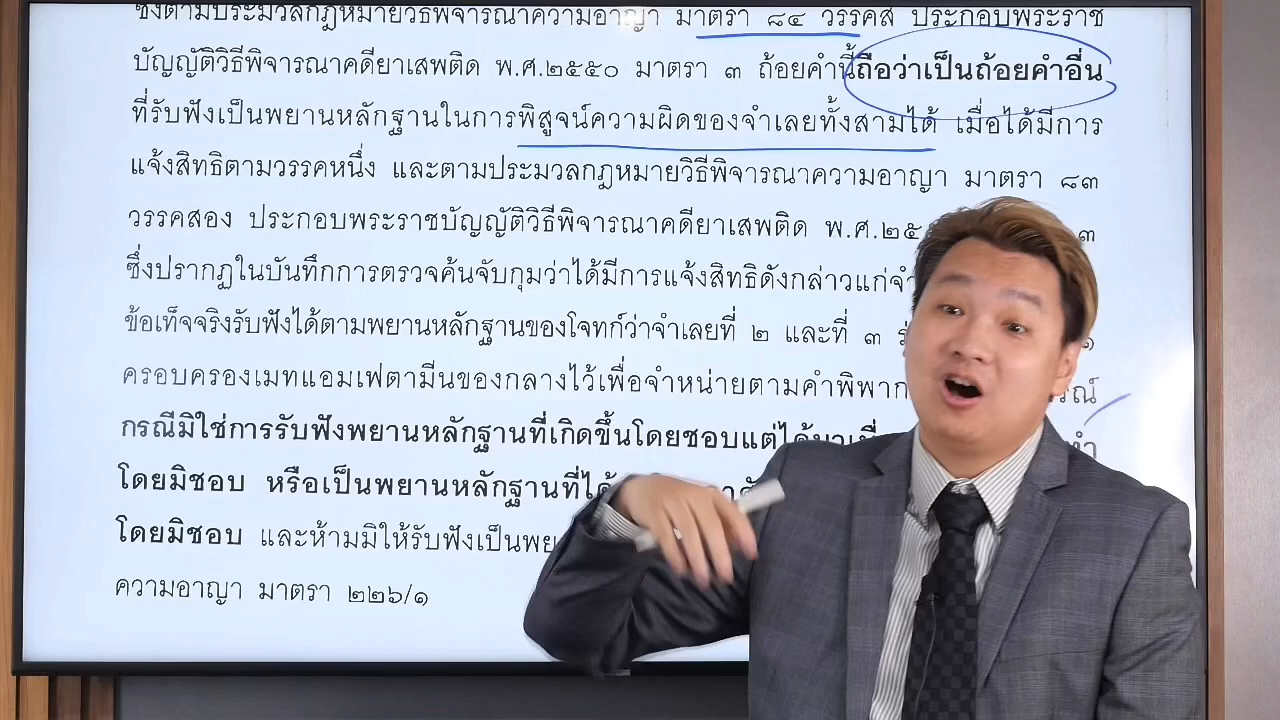 ซึ่งตามประมวลกฎหมายวิธีพิจารณาความอาญา มาตรา ๘๔ วรรคสี่ ประกอบพระราช
บัญญัติวิธีพิจารณาคดียาเสพติด พ.ศ.๒๕๕๐ มาตรา ๓ ถ้อยคำนี้ถือว่าเป็นถ้อยคำอื่น
ที่รับฟังเป็นพยานหลักฐานในการพิสูจน์ความผิดของจำเลยทั้งสามได้ เมื่อได้มีการ
แจ้งสิทธิตามวรรคหนึ่ง และตามประมวลกฎหมายวิธีพิจารณาความอาญา มาตรา ๘๓
วรรคสอง ประกอบพระราชบัญญัติวิธีพิจารณาคดียาเสพติด ๓
ซึ่งปรากฏในบันทึกการตรวจค้นจับกุมว่าได้มีการแจ้งสิทธิดังกล่าวแก่
ข้อเท็จจริงรับฟังได้ตามพยานหลักฐานของโจทก์ว่าจำเลยที่ ๒ และที่ ๓
ครอบครองเมทแอมเฟตามีนของกลางไว้เพื่อจำหน่าย
กรณีมิใช่การรับฟังพยานหลักฐานที่เกิดขึ้นโดยชอบแต่
โดยมิชอบ หรือเป็นพยานหลักฐานที่
โดยมิชอบ และห้ามมิให้รับฟังเป็น
ความอาญา มาตรา ๒๒๖/๑